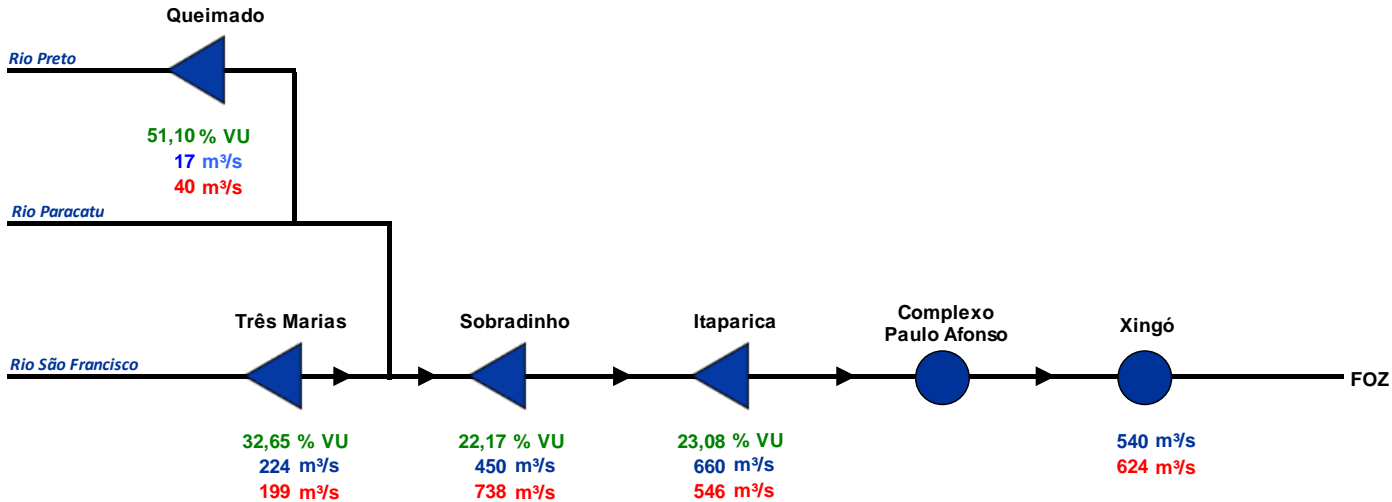 Queimado
Rio Preto
51,10 % VU
17 m³/s
40 m³/s
Rio Paracatu
Três Marias
Sobradinho
Itaparica
Complexo
Paulo Afonso
Xingó
Rio São Francisco
FOZ
32,65 % VU
224 m³/s
199 m³/s
22,17 % VU
450 m³/s
738 m³/s
23,08 % VU
660 m³/s
546 m³/s
540 m³/s
624 m³/s